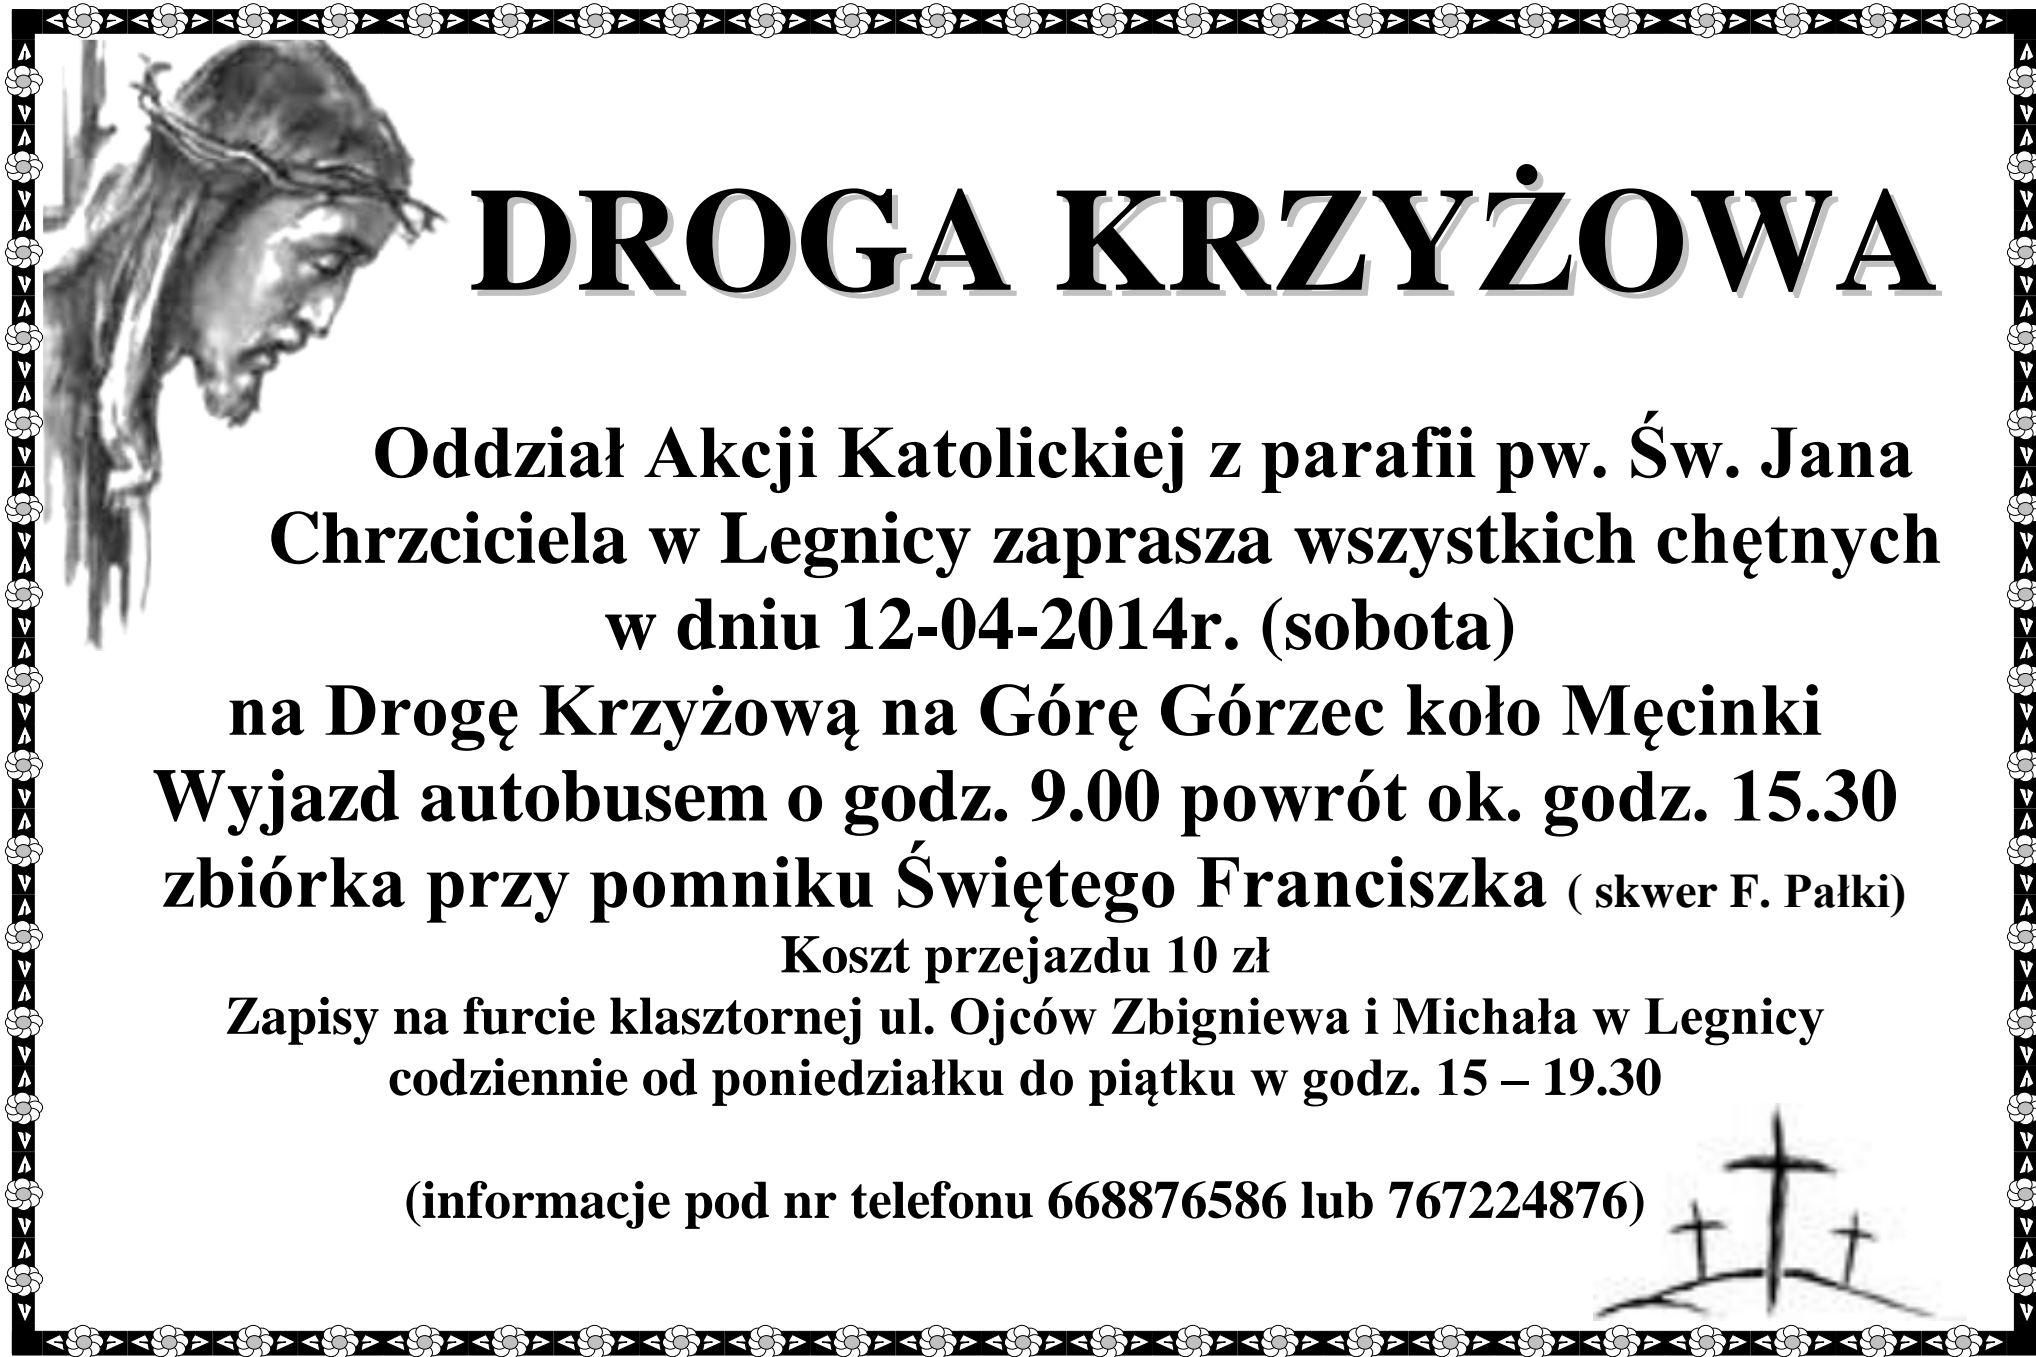 DROGA KRZYŻOWA
Oddział Akcji Katolickiej z parafii pw. Św. Jana
Chrzciciela w Legnicy zaprasza wszystkich chętnych
w dniu 12-04-2014r. (sobota)
na Drogę Krzyżową na Górę Górzec koło Męcinki
Wyjazd autobusem o godz. 9.00 powrót ok. godz. 15.30
zbiórka przy pomniku Świętego Franciszka ( skwer F. Pałki)
Koszt przejazdu 10 zł
Zapisy na furcie klasztornej ul. Ojców Zbigniewa i Michała w Legnicy
codziennie od poniedziałku do piątku w godz. 15 – 19.30
(informacje pod nr telefonu 668876586 lub 767224876)